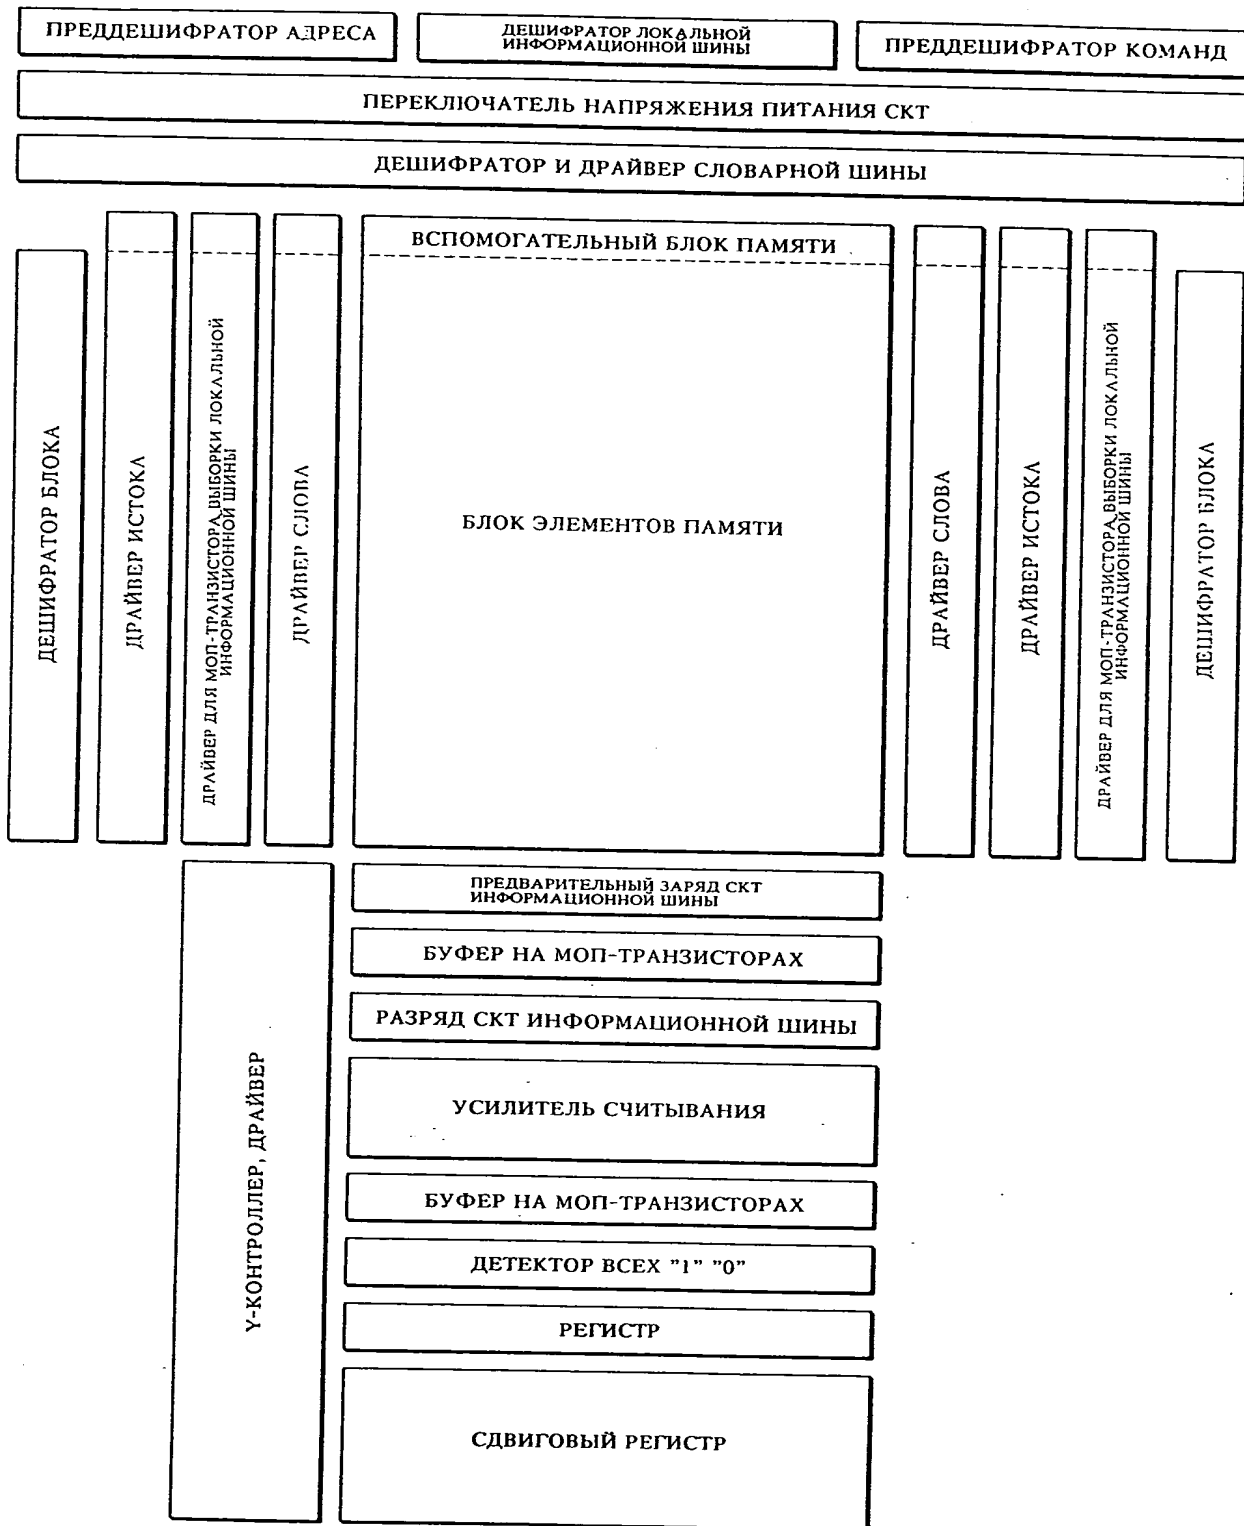 ПРЕДДЕШИФРАТОР АДРЕСА
ДЕШИФРАТОР ЛОКАЛЬНОЙ
ИНФОРМАЦИОННОЙ ШИНЫ
ПРЕДДЕШИФРАТОР КОМАНД
ПЕРЕКЛЮЧАТЕЛЬ НАПРЯЖЕНИЯ ПИТАНИЯ СКТ
ДЕШИФРАТОР И ДРАЙВЕР СЛОВАРНОЙ ШИНЫ
ДЕШИФРАТОР БЛОКА
ДРАЙВЕР ИСТОКА
ДРАЙВЕР ДЛЯ МОП-ТРАНЗИСТОРА ВЫБОРКИ ЛОКАЛЬНОЙ
ИНФОРМАЦИОННОЙ ШИНЫ
ДРАЙВЕР СЛОВА
ВСПОМОГАТЕЛЬНЫЙ БЛОК ПАМЯТИ
БЛОК ЭЛЕМЕНТОВ ПАМЯТИ
ДРАЙВЕР СЛОВА
ДРАЙВЕР ИСТОКА
ДРАЙВЕР ДЛЯ МОП-ТРАНЗИСТОРА ВЫБОРКИ ЛОКАЛЬНОЙ
ИНФОРМАЦИОННОЙ ШИНЫ
ДЕШИФРАТОР БЛОКА
Y-КОНТРОЛЛЕР, ДРАЙВЕР
ПРЕДВАРИТЕЛЬНЫЙ ЗАРЯД СКТ
ИНФОРМАЦИОННОЙ ШИНЫ
БУФЕР НА МОП-ТРАНЗИСТОРАХ
РАЗРЯД СКТ ИНФОРМАЦИОННОЙ ШИНЫ
УСИЛИТЕЛЬ СЧИТЫВАНИЯ
БУФЕР НА МОП-ТРАНЗИСТОРАХ
ДЕТЕКТОР ВСЕХ "1" "0"
РЕГИСТР
СДВИГОВЫЙ РЕГИСТР